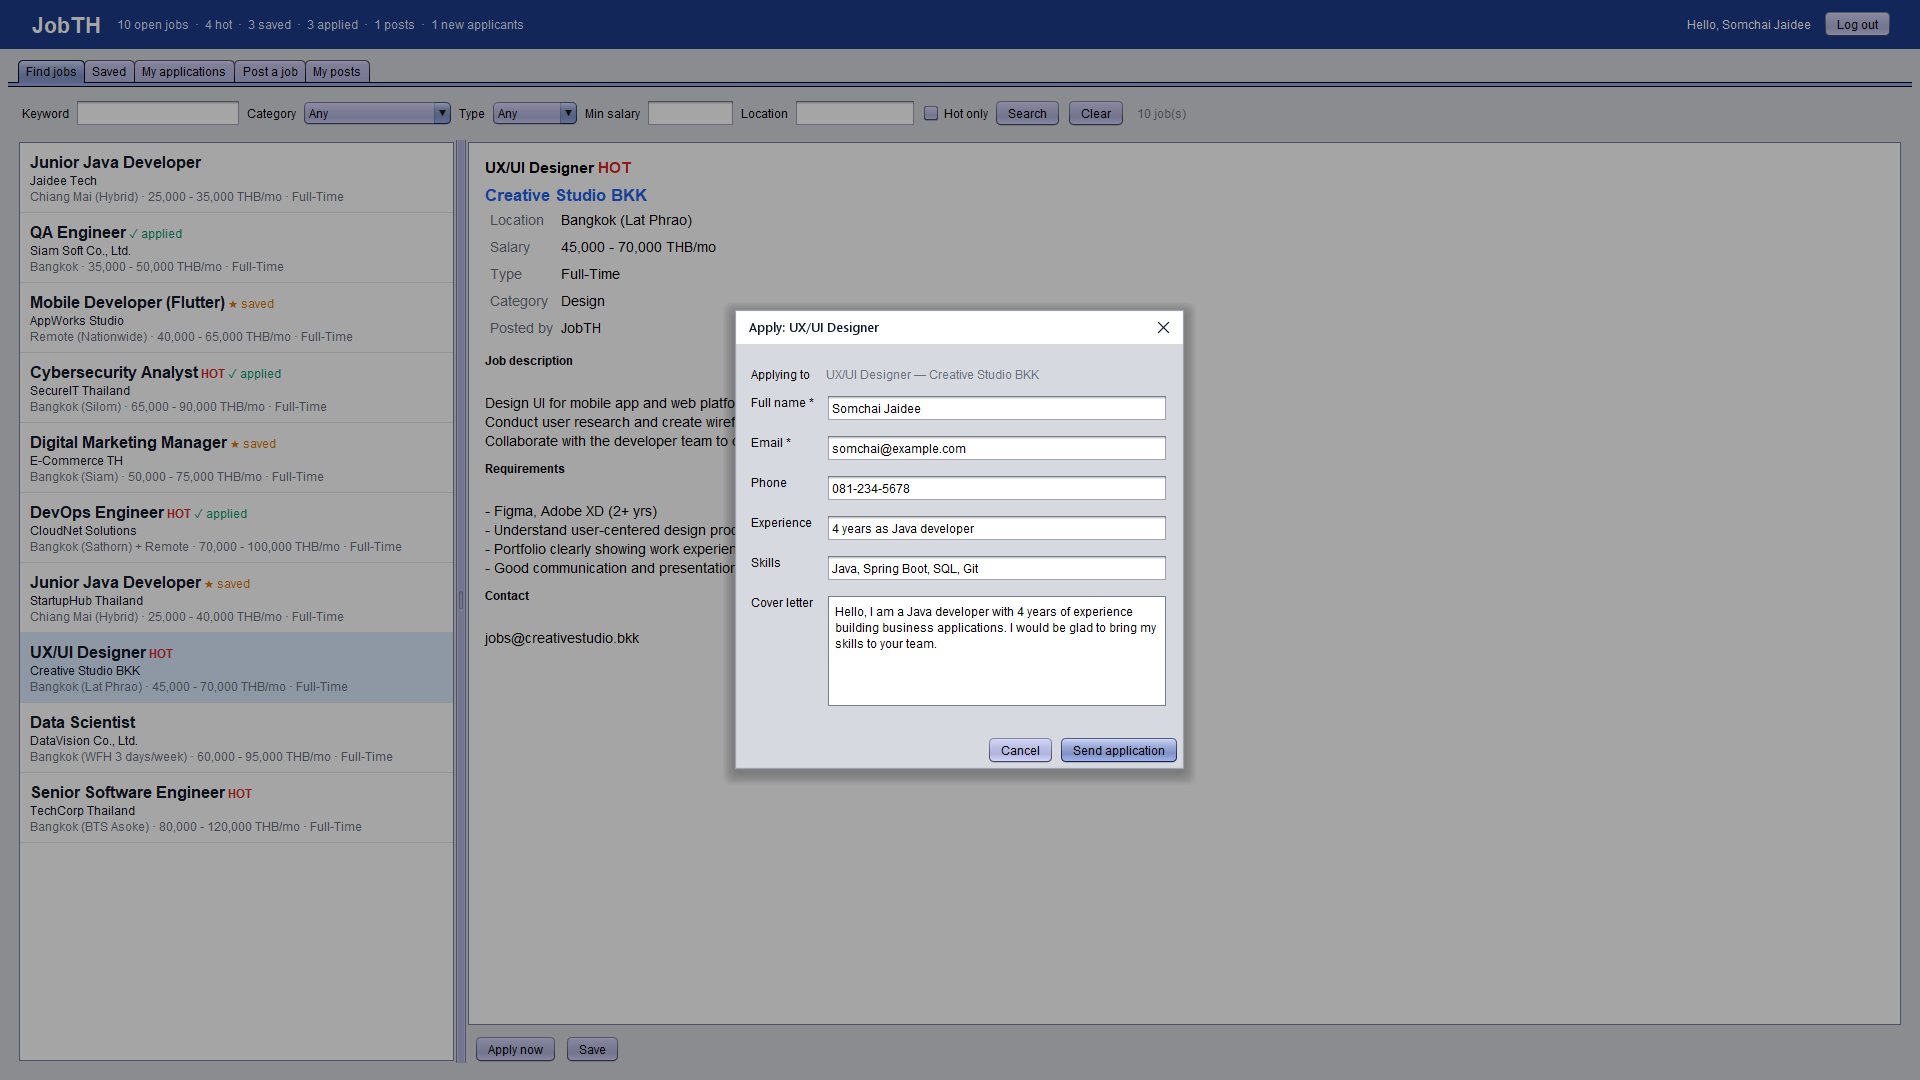 JobTH 10 open jobs · 4 hot · 3 saved · 3 applied · 1 posts · 1 new applicants Hello, Somchai Jaidee Log out
Find jobs Saved My applications Post a job My posts
Keyword Category Any Type Any Min salary Location Hot only Search Clear 10 job(s)
Junior Java Developer
Jaidee Tech
Chiang Mai (Hybrid) · 25,000 - 35,000 THB/mo · Full-Time
QA Engineer ✓ applied
Siam Soft Co., Ltd.
Bangkok · 35,000 - 50,000 THB/mo · Full-Time
Mobile Developer (Flutter) ★ saved
AppWorks Studio
Remote (Nationwide) · 40,000 - 65,000 THB/mo · Full-Time
Cybersecurity Analyst HOT ✓ applied
SecureIT Thailand
Bangkok (Silom) · 65,000 - 90,000 THB/mo · Full-Time
Digital Marketing Manager ★ saved
E-Commerce TH
Bangkok (Siam) · 50,000 - 75,000 THB/mo · Full-Time
DevOps Engineer HOT ✓ applied
CloudNet Solutions
Bangkok (Sathorn) + Remote · 70,000 - 100,000 THB/mo · Full-Time
Junior Java Developer ★ saved
StartupHub Thailand
Chiang Mai (Hybrid) · 25,000 - 40,000 THB/mo · Full-Time
UX/UI Designer HOT
Creative Studio BKK
Bangkok (Lat Phrao) · 45,000 - 70,000 THB/mo · Full-Time
Data Scientist
DataVision Co., Ltd.
Bangkok (WFH 3 days/week) · 60,000 - 95,000 THB/mo · Full-Time
Senior Software Engineer HOT
TechCorp Thailand
Bangkok (BTS Asoke) · 80,000 - 120,000 THB/mo · Full-Time
UX/UI Designer HOT
Creative Studio BKK
Location Bangkok (Lat Phrao)
Salary 45,000 - 70,000 THB/mo
Type Full-Time
Category Design
Posted by JobTH
Job description
Design UI for mobile app and web
Conduct user research and create
Collaborate with the developer team to
Requirements
- Figma, Adobe XD (2+ yrs)
- Understand user-centered design
- Portfolio clearly showing work
- Good communication and presentation
Contact
jobs@creativestudio.bkk
Apply now Save
Apply: UX/UI Designer
Applying to UX/UI Designer — Creative Studio BKK
Full name * Somchai Jaidee
Email * somchai@example.com
Phone 081-234-5678
Experience 4 years as Java developer
Skills Java, Spring Boot, SQL, Git
Cover letter Hello, I am a Java developer with 4 years of experience
building business applications. I would be glad to bring my
skills to your team.
Cancel Send application